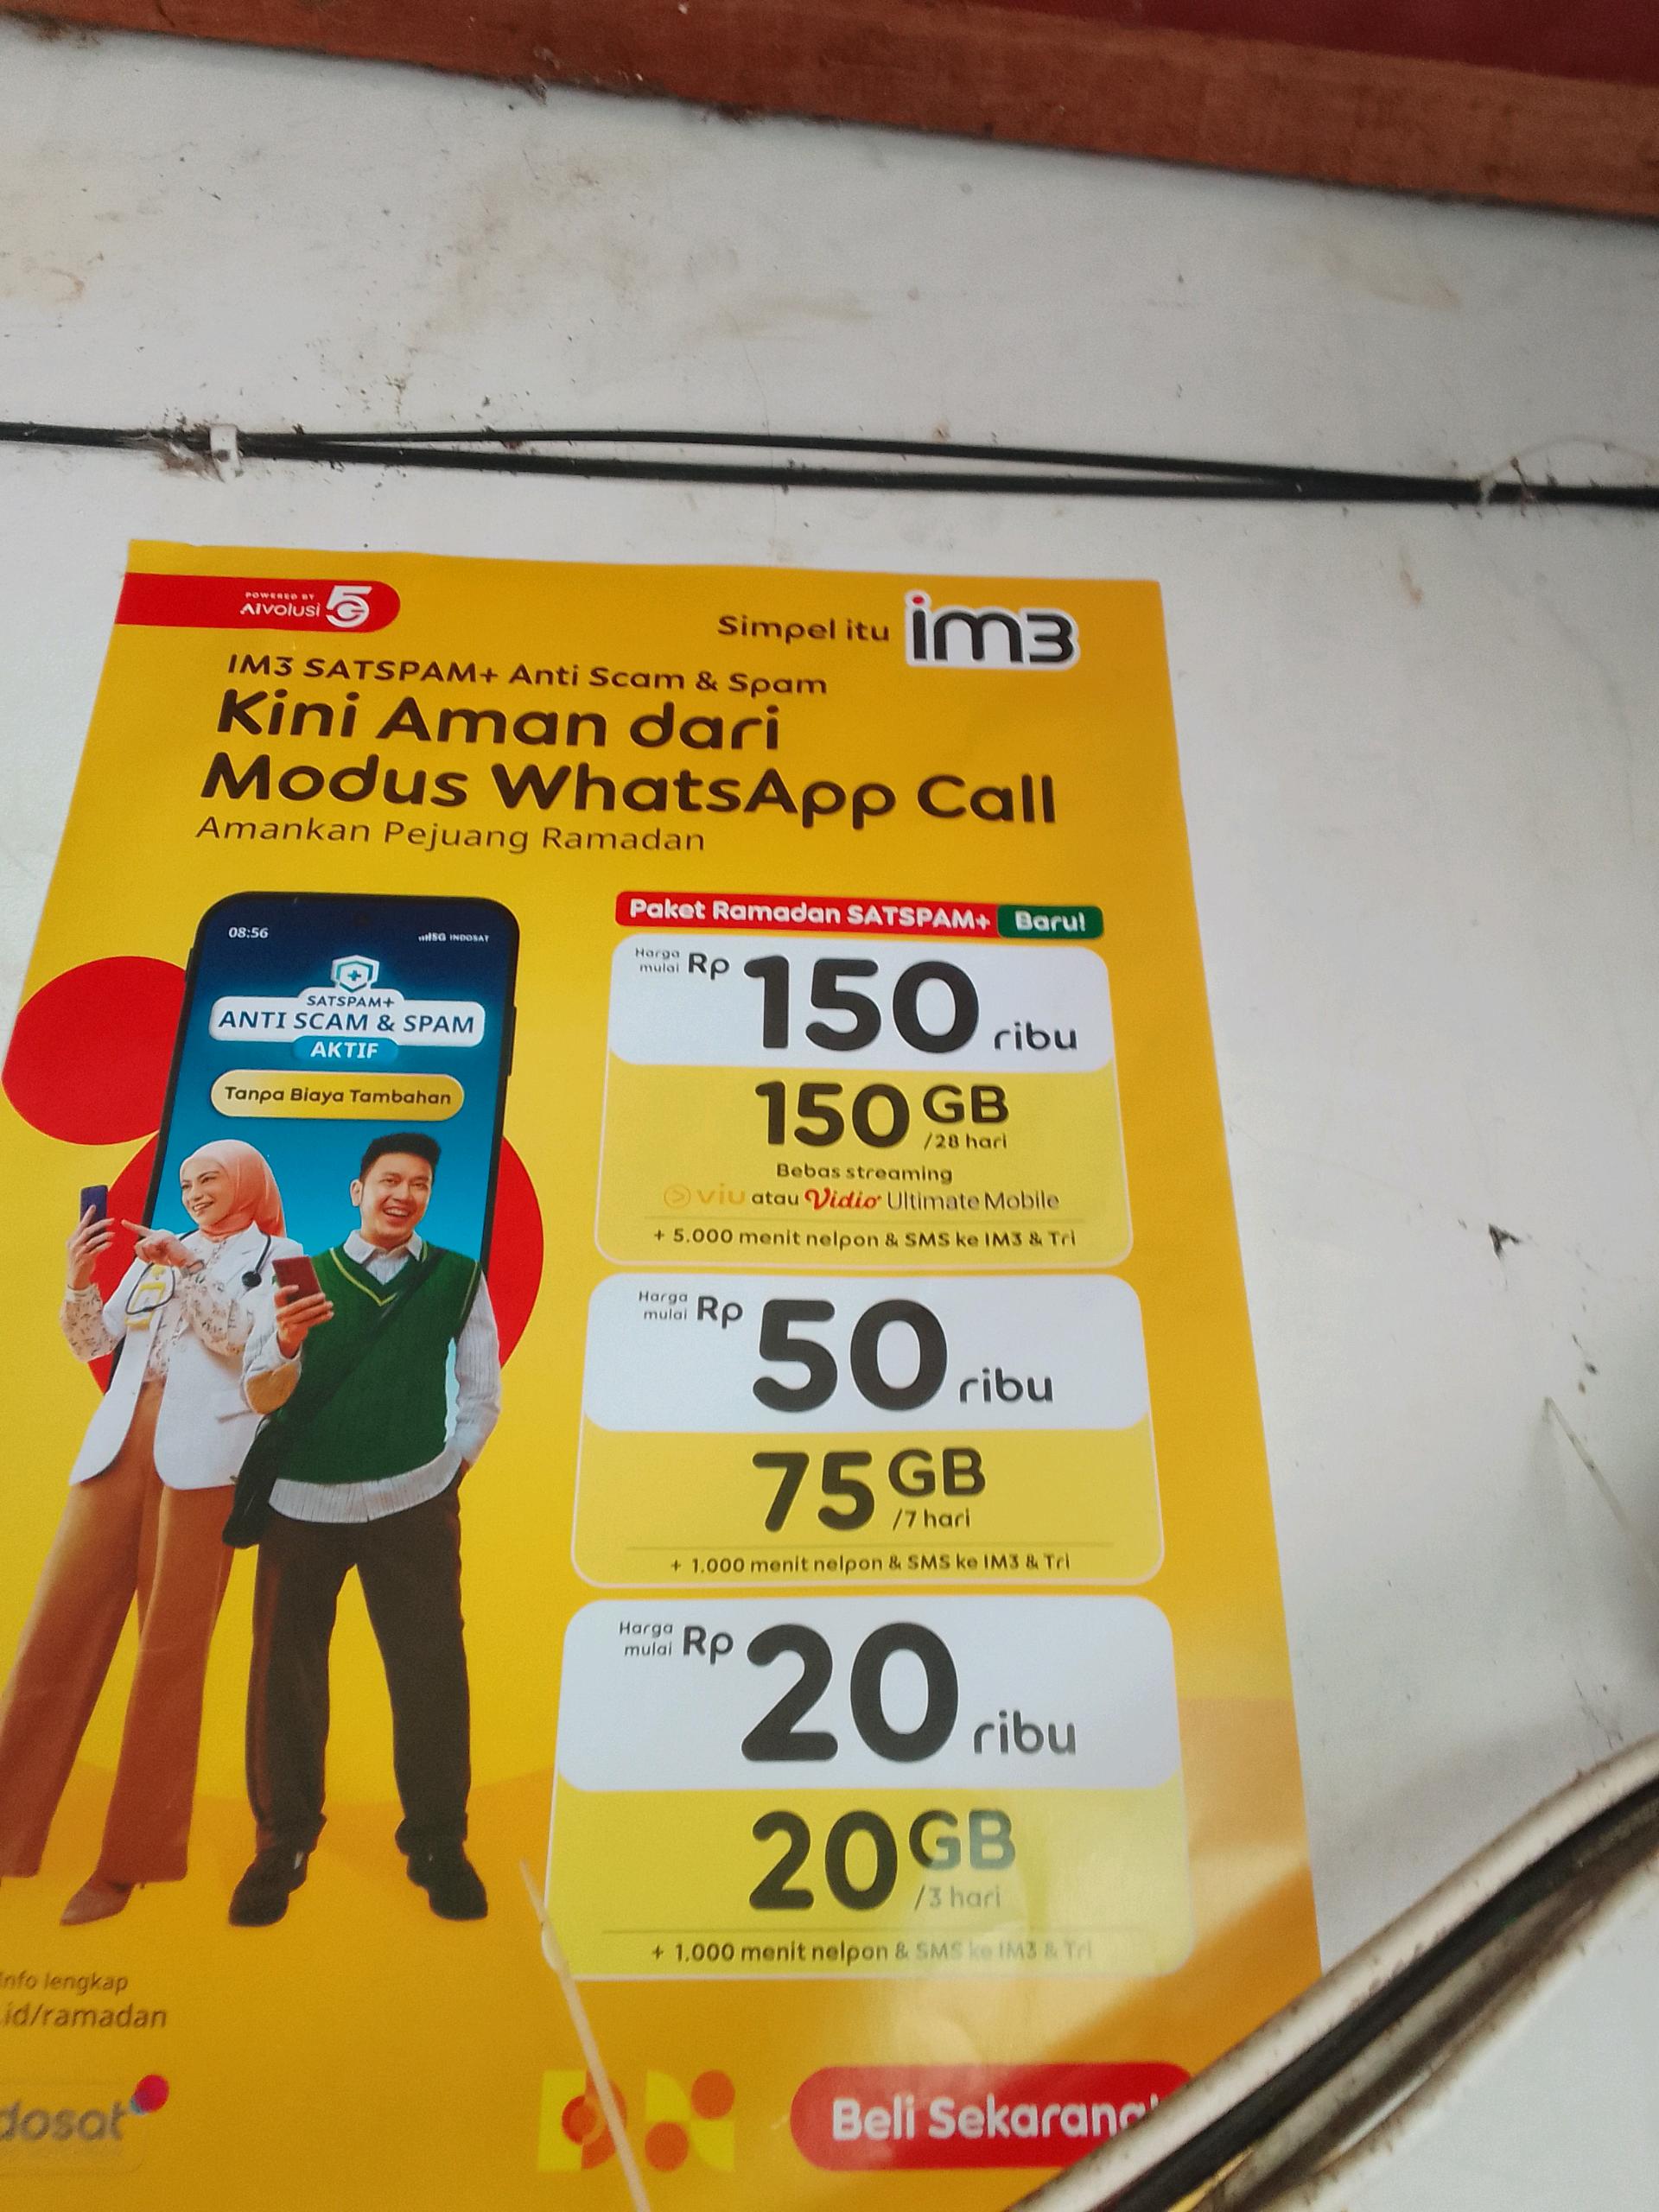 POWERED BY
AIvolusi 5G
Simpel itu im3
IM3 SATSPAM+ Anti Scam & Spam
Kini Aman dari
Modus WhatsApp Call
Amankan Pejuang Ramadan
08:56
5G INDOSAT
SATSPAM+
ANTI SCAM & SPAM
AKTIF
Tanpa Biaya Tambahan
Paket Ramadan SATSPAM+ Baru!
Harga
mulai Rp 150 ribu
150 GB
/28 hari
Bebas streaming
viu atau Vidio Ultimate Mobile
+ 5.000 menit nelpon & SMS ke IM3 & Tri
Harga
mulai Rp 50 ribu
75 GB
/7 hari
+ 1.000 menit nelpon & SMS ke IM3 & Tri
Harga
mulai Rp 20 ribu
20 GB
/3 hari
+ 1.000 menit nelpon & SMS ke IM3 & Tri
Info lengkap
.id/ramadan
dosat
Beli Sekarang!